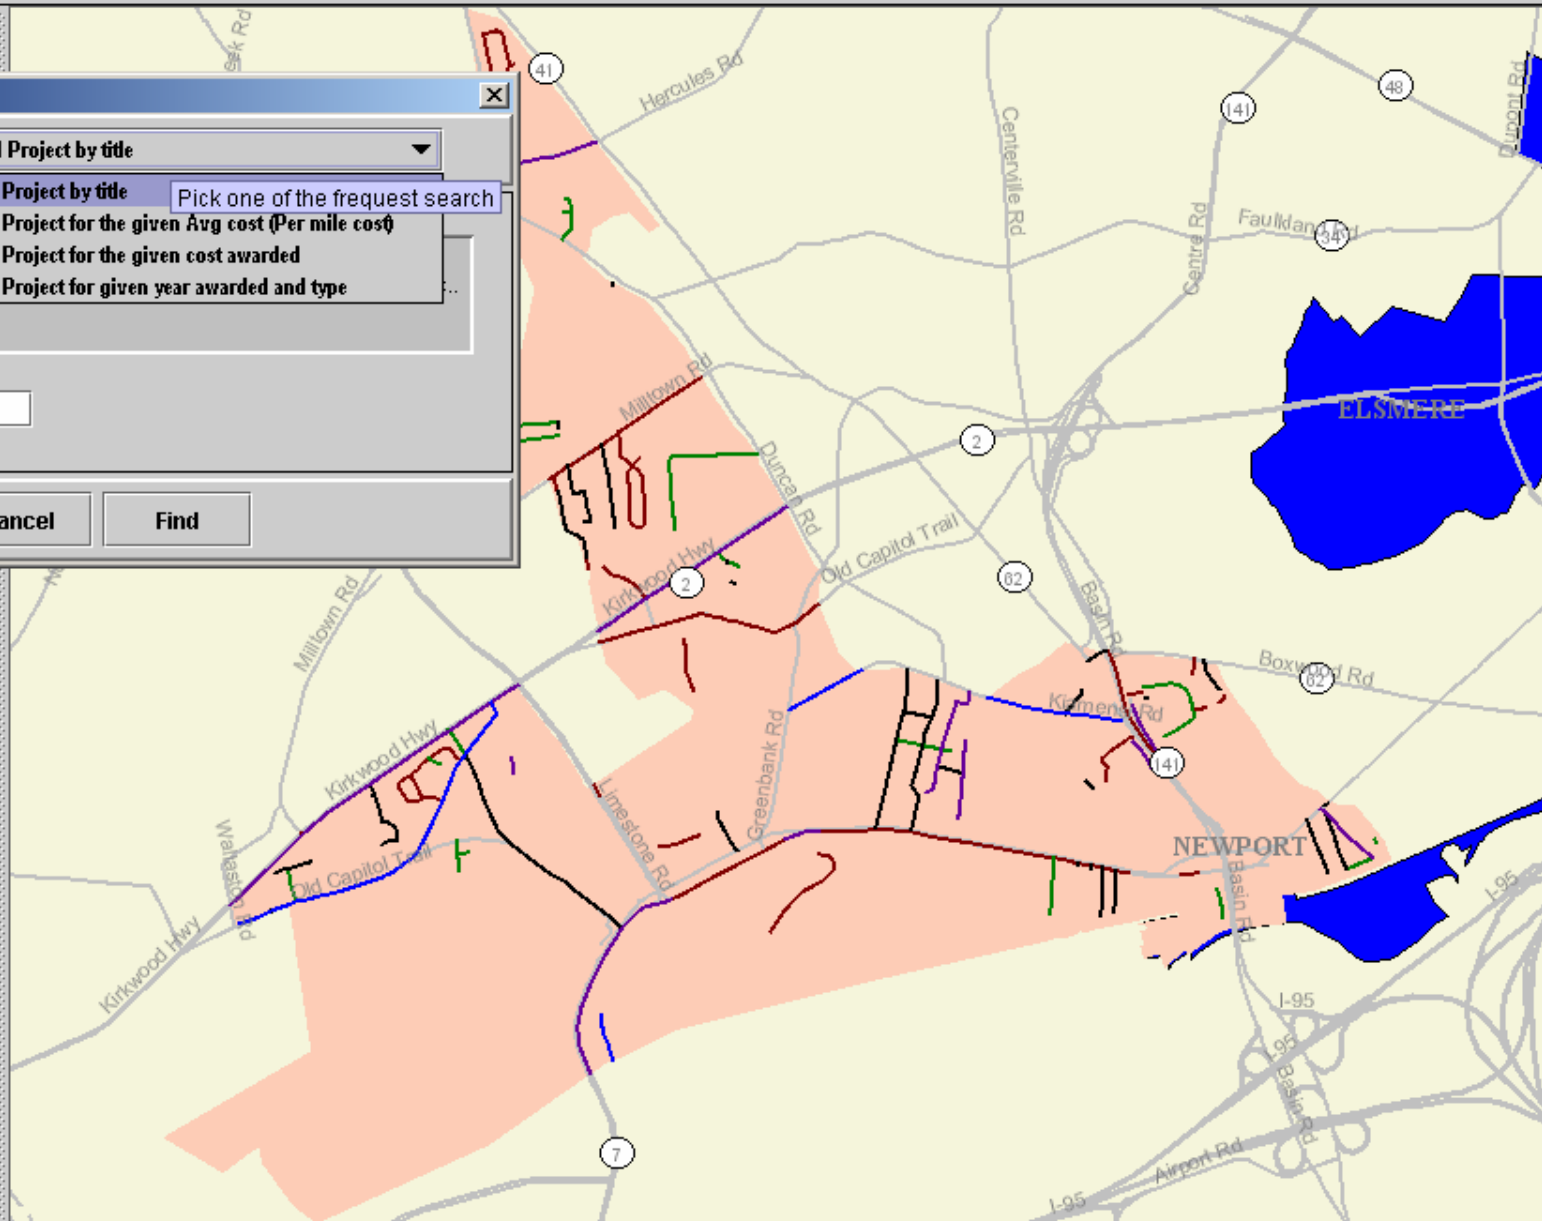 41
Hercules Rd
48
141
Dupont Rd
Project by title
Project by title
Pick one of the frequest search
Project for the given Avg cost (Per mile cost)
Project for the given cost awarded
Project for given year awarded and type
Centerville Rd
Centre Rd
Faulkland Rd
34
Milltown Rd
ELSMERE
2
Duncan Rd
ancel
Find
Old Capitol Trail
Kirkwood Hwy
2
62
Basin Rd
Milltown Rd
Boxwood Rd
62
Kiamensi Rd
Kirkwood Hwy
Greenbank Rd
141
Limestone Rd
Wallaston Rd
Old Capitol Trail
NEWPORT
Basin Rd
I-95
Kirkwood Hwy
I-95
I-95
Basin Rd
7
Airport Rd
I-95